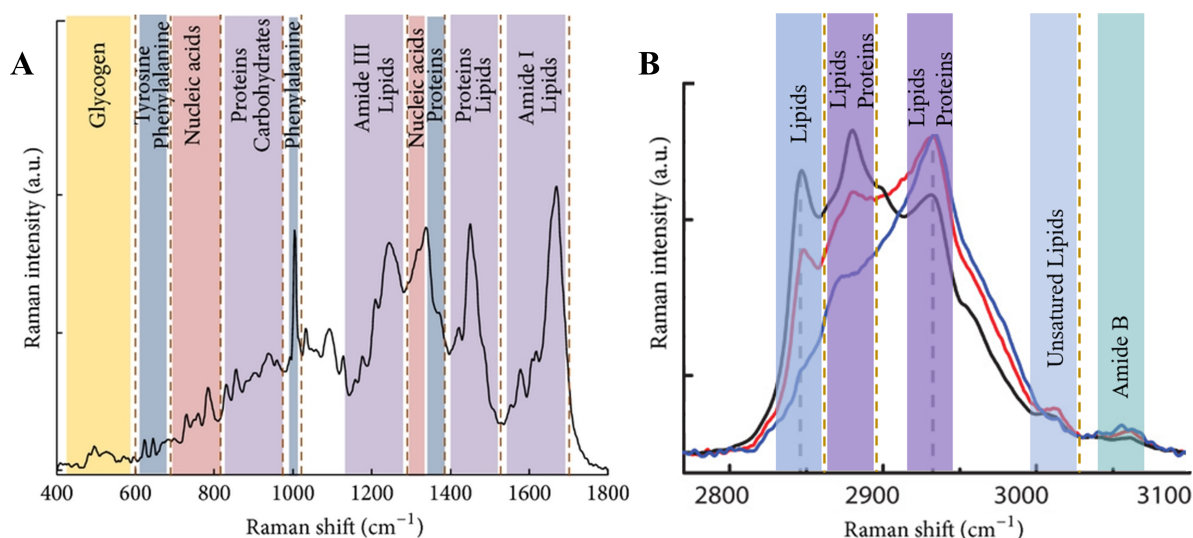 A
Glycogen
Tyrosine
Phenylalanine
Nucleic acids
Proteins
Carbohydrates
Phenylalanine
Amide III
Lipids
Nucleic acids
Proteins
Proteins
Lipids
Amide I
Lipids
Raman intensity (a.u.)
400 600 800 1000 1200 1400 1600 1800
Raman shift (cm⁻¹)
B
Lipids
Lipids
Proteins
Lipids
Proteins
Unsatured Lipids
Amide B
Raman intensity (a.u.)
2800 2900 3000 3100
Raman shift (cm⁻¹)